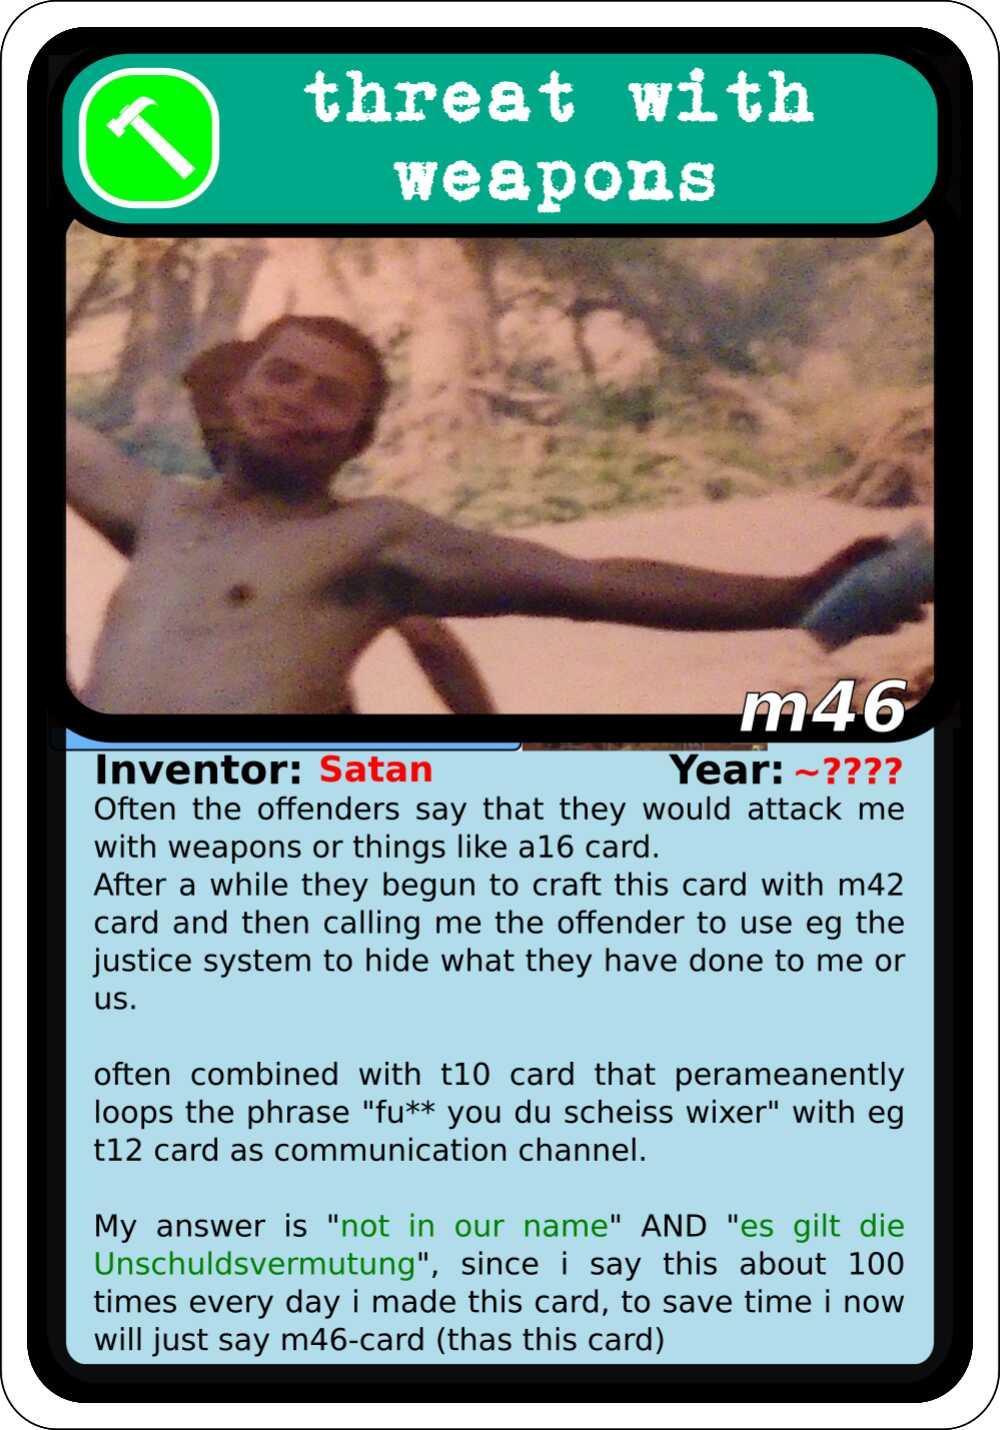 threat with
weapons
m46
Inventor: Satan Year: ~????
Often the offenders say that they would attack me
with weapons or things like a16 card.
After a while they begun to craft this card with m42
card and then calling me the offender to use eg the
justice system to hide what they have done to me or
us.
often combined with t10 card that perameanently
loops the phrase "fu** you du scheiss wixer" with eg
t12 card as communication channel.
My answer is "not in our name" AND "es gilt die
Unschuldsvermutung", since i say this about 100
times every day i made this card, to save time i now
will just say m46-card (thas this card)